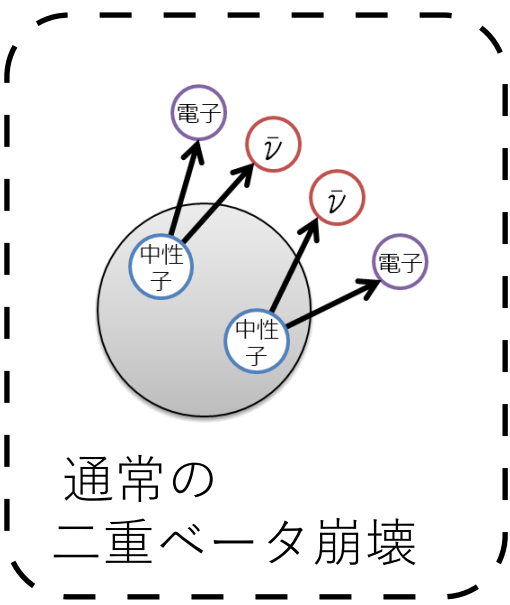 電子
ν̄
ν̄
中性
子
電子
中性
子
通常の
二重ベータ崩壊